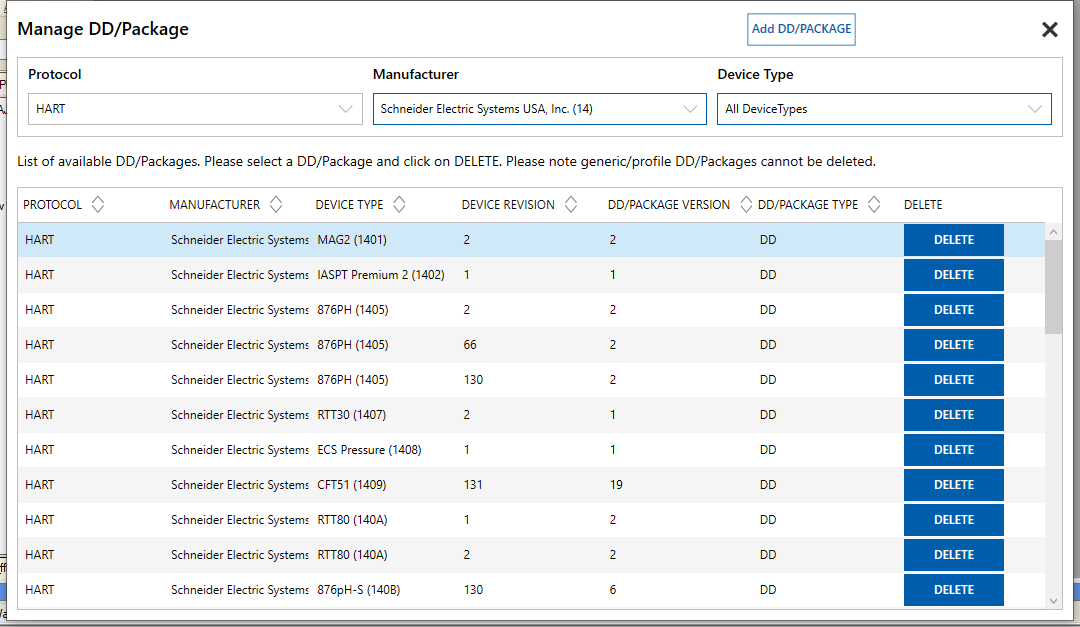 Manage DD/Package
Add DD/PACKAGE
Protocol Manufacturer Device Type
HART Schneider Electric Systems USA, Inc. (14) All DeviceTypes
List of available DD/Packages. Please select a DD/Package and click on DELETE. Please note generic/profile DD/Packages cannot be deleted.
PROTOCOL MANUFACTURER DEVICE TYPE DEVICE REVISION DD/PACKAGE VERSION DD/PACKAGE TYPE DELETE
HART Schneider Electric Systems MAG2 (1401) 2 2 DD DELETE
HART Schneider Electric Systems IASPT Premium 2 (1402) 1 1 DD DELETE
HART Schneider Electric Systems 876PH (1405) 2 2 DD DELETE
HART Schneider Electric Systems 876PH (1405) 66 2 DD DELETE
HART Schneider Electric Systems 876PH (1405) 130 2 DD DELETE
HART Schneider Electric Systems RTT30 (1407) 2 1 DD DELETE
HART Schneider Electric Systems ECS Pressure (1408) 1 1 DD DELETE
HART Schneider Electric Systems CFT51 (1409) 131 19 DD DELETE
HART Schneider Electric Systems RTT80 (140A) 1 2 DD DELETE
HART Schneider Electric Systems RTT80 (140A) 2 2 DD DELETE
HART Schneider Electric Systems 876pH-S (140B) 130 6 DD DELETE